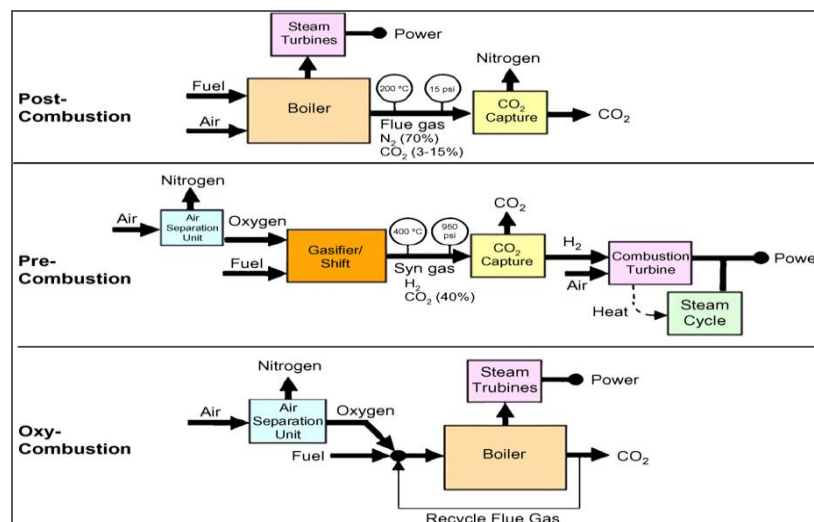 Post-
Combustion
Steam
Turbines
Power
Fuel
Air
Boiler
200 °C
15 psi
Flue gas
N2 (70%)
CO2 (3-15%)
Nitrogen
CO2
Capture
CO2
Pre-
Combustion
Nitrogen
Air
Air
Separation
Unit
Oxygen
Fuel
Gasifier/
Shift
400 °C
950
psi
Syn gas
H2
CO2 (40%)
CO2
CO2
Capture
H2
Air
Combustion
Turbine
Powe
Heat
Steam
Cycle
Oxy-
Combustion
Nitrogen
Air
Air
Separation
Unit
Oxygen
Fuel
Steam
Trubines
Power
Boiler
CO2
Recycle Flue Gas